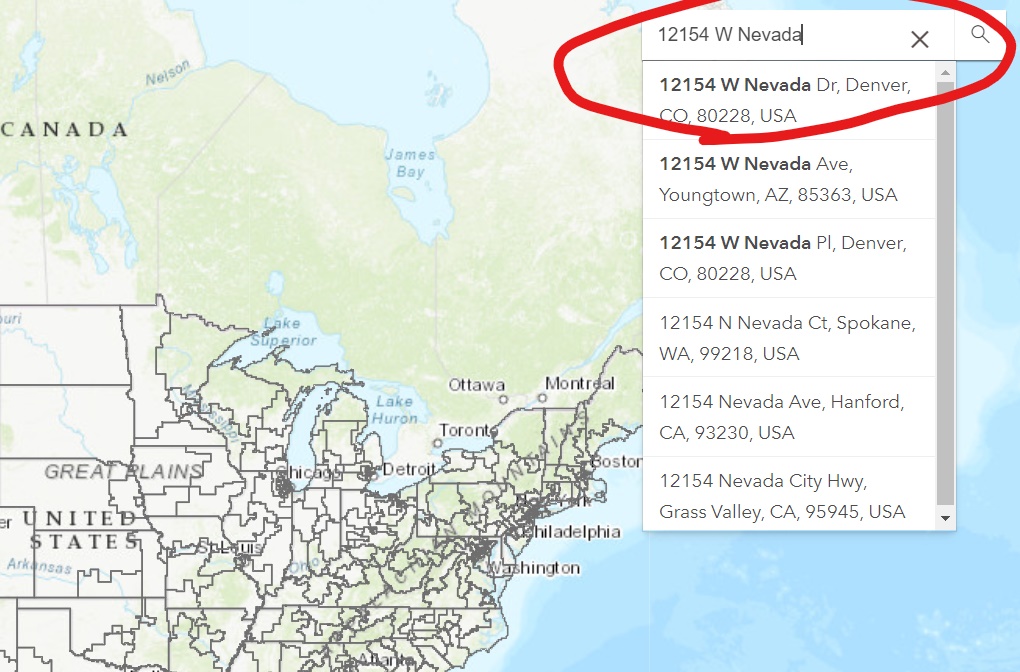 12154 W Nevada
12154 W Nevada Dr, Denver,
CO, 80228, USA
12154 W Nevada Ave,
Youngtown, AZ, 85363, USA
12154 W Nevada Pl, Denver,
CO, 80228, USA
12154 N Nevada Ct, Spokane,
WA, 99218, USA
12154 Nevada Ave, Hanford,
CA, 93230, USA
12154 Nevada City Hwy,
Grass Valley, CA, 95945, USA
Nelson
CANADA
James
Bay
Lake
Superior
Ottawa
Montréal
Lake
Huron
Toronto
Mississippi
GREAT PLAINS
Chicago
Detroit
Boston
MOUNTAINS
UNITED
STATES
Philadelphia
St Louis
Arkansas
Ohio
Washington
Atlanta